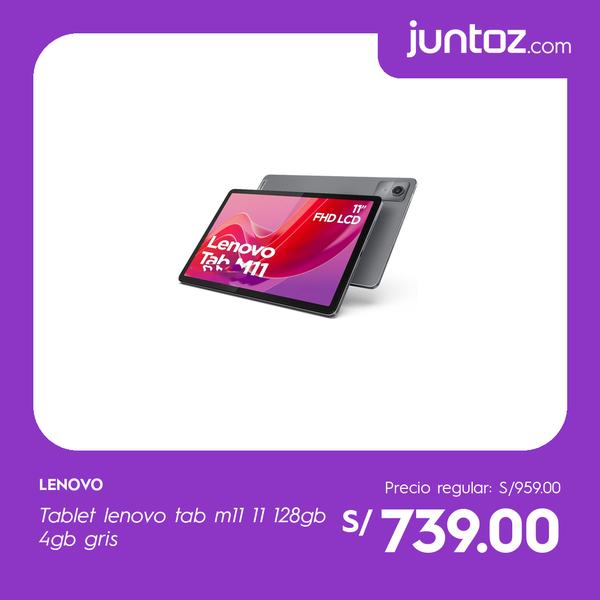 juntoz.com
11"
FHD LCD
Lenovo
Tab M11
LENOVO
Tablet lenovo tab m11 11 128gb
4gb gris
Precio regular: S/959.00
S/ 739.00